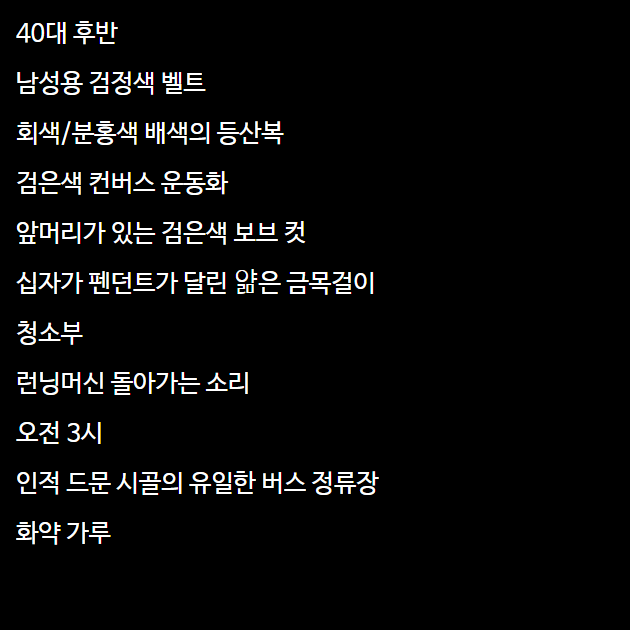 40대 후반
남성용 검정색 벨트
회색/분홍색 배색의 등산복
검은색 컨버스 운동화
앞머리가 있는 검은색 보브 컷
십자가 펜던트가 달린 얇은 금목걸이
청소부
런닝머신 돌아가는 소리
오전 3시
인적 드문 시골의 유일한 버스 정류장
화약 가루